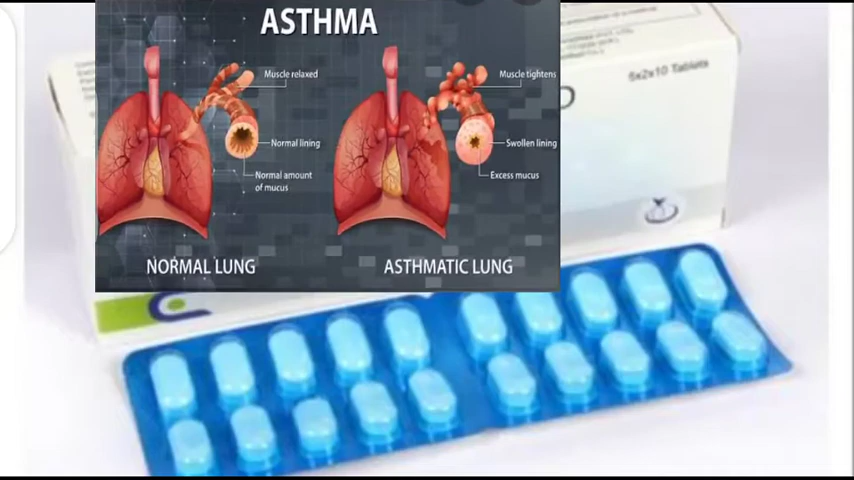 ASTHMA
Muscle relaxed
Normal lining
Normal amount
of mucus
NORMAL LUNG
Muscle tightens
Swollen lining
Excess mucus
ASTHMATIC LUNG
6x2x10 Tablets